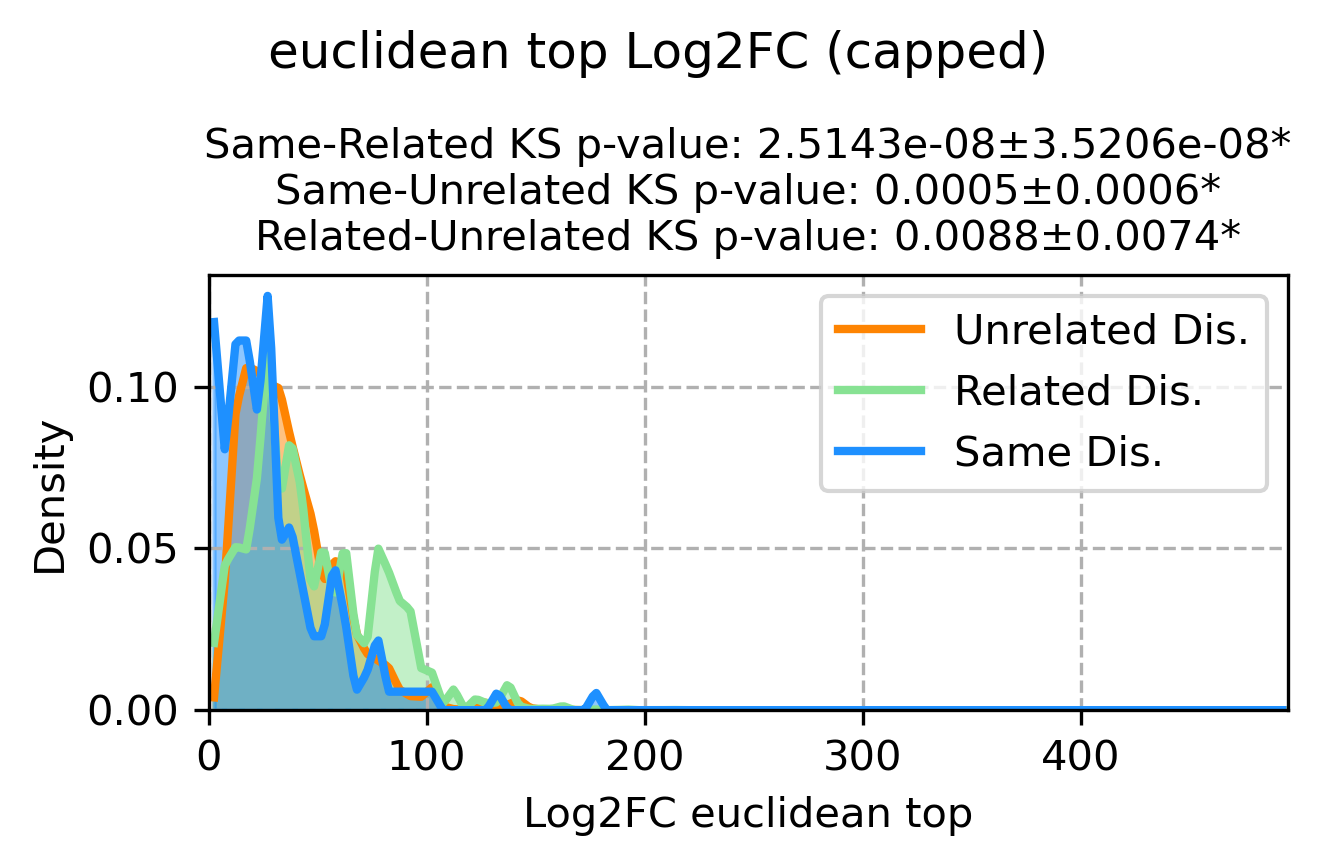 euclidean top Log2FC (capped)
Same-Related KS p-value: 2.5143e-08±3.5206e-08*
Same-Unrelated KS p-value: 0.0005±0.0006*
Related-Unrelated KS p-value: 0.0088±0.0074*
Unrelated Dis.
Related Dis.
Same Dis.
Density
0.10
0.05
0.00
0 100 200 300 400
Log2FC euclidean top